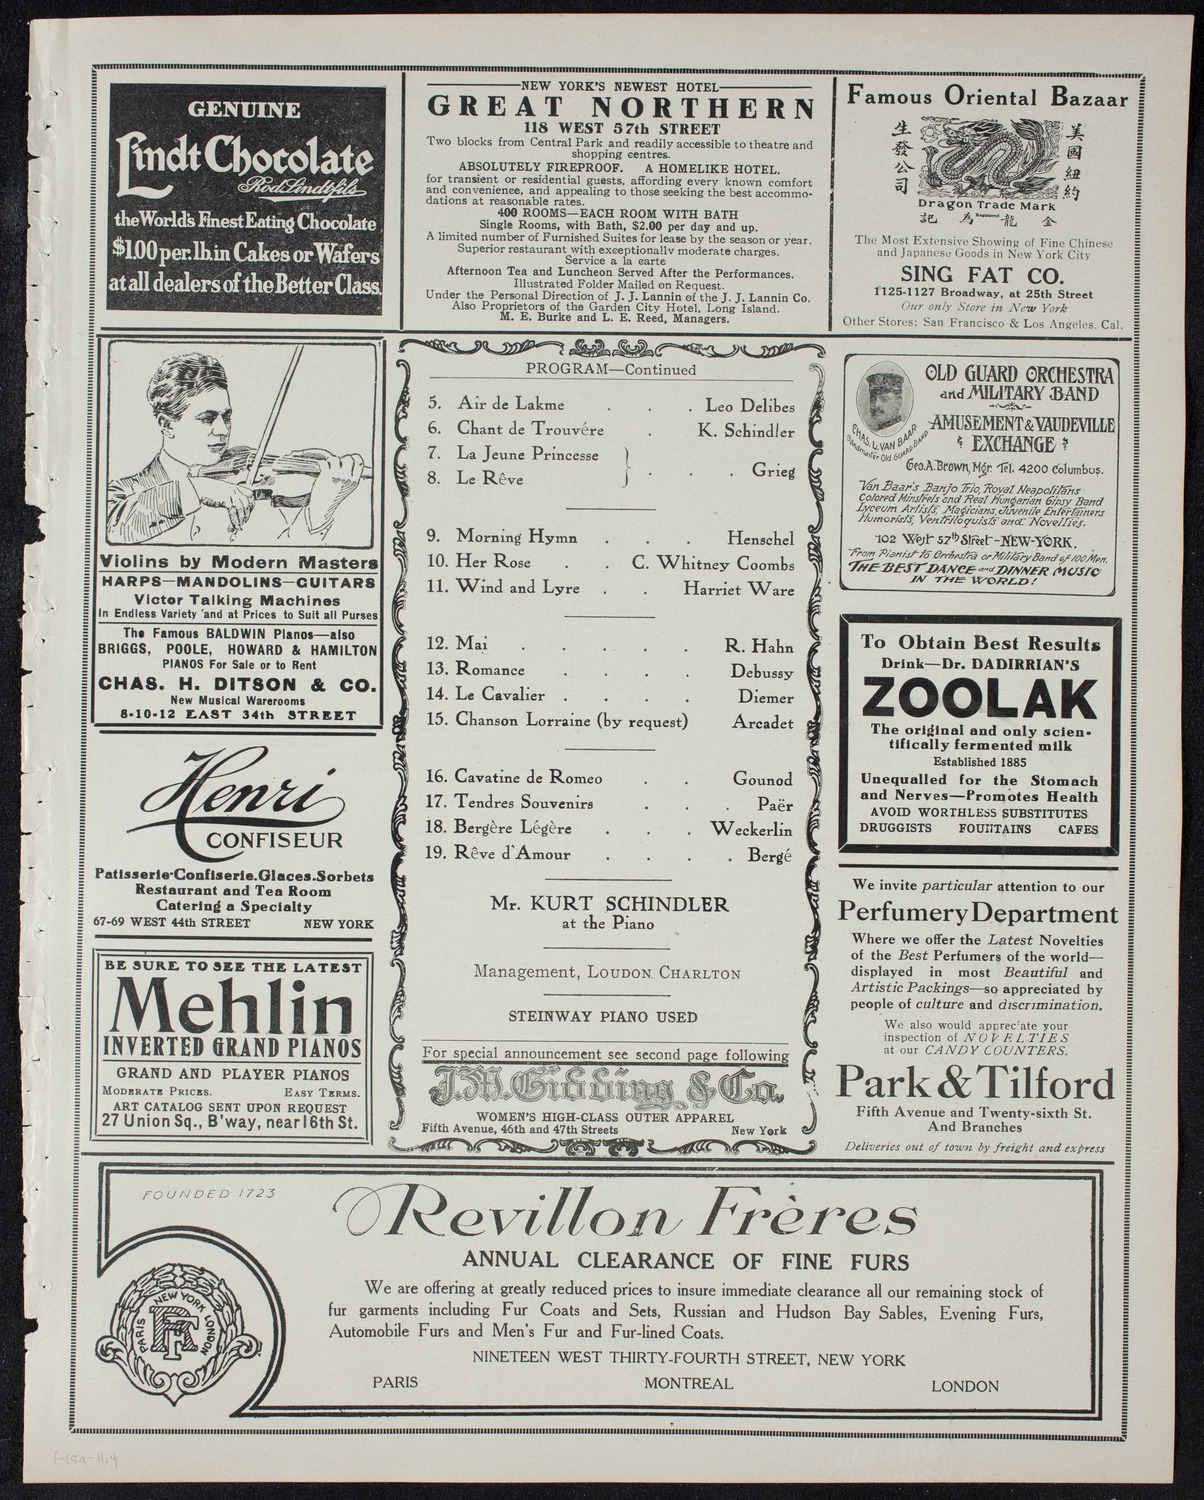 GENUINE
Lindt Chocolate
Rod. Lindt fils
the World's Finest Eating Chocolate
$1.00 per. lb. in Cakes or Wafers
at all dealers of the Better Class.
NEW YORK'S NEWEST HOTEL
GREAT NORTHERN
118 WEST 57th STREET
Two blocks from Central Park and readily accessible to theatre and
shopping centres.
ABSOLUTELY FIREPROOF. A HOMELIKE HOTEL.
for transient or residential guests, affording every known comfort
and convenience, and appealing to those seeking the best accommo-
dations at reasonable rates.
400 ROOMS—EACH ROOM WITH BATH
Single Rooms, with Bath, $2.00 per day and up.
A limited number of Furnished Suites for lease by the season or year.
Superior restaurant with exceptionally moderate charges.
Service a la carte
Afternoon Tea and Luncheon Served After the Performances.
Illustrated Folder Mailed on Request.
Under the Personal Direction of J. J. Lannin of the J. J. Lannin Co.
Also Proprietors of the Garden City Hotel, Long Island.
M. E. Burke and L. E. Reed, Managers.
Famous Oriental Bazaar
生發公司
美國紐約
Dragon Trade Mark
Registered
記 為 龍 金
The Most Extensive Showing of Fine Chinese
and Japanese Goods in New York City
SING FAT CO.
1125-1127 Broadway, at 25th Street
Our only Store in New York
Other Stores: San Francisco & Los Angeles, Cal.
Violins by Modern Masters
HARPS—MANDOLINS—GUITARS
Victor Talking Machines
In Endless Variety and at Prices to Suit all Purses
The Famous BALDWIN Pianos—also
BRIGGS, POOLE, HOWARD & HAMILTON
PIANOS For Sale or to Rent
CHAS. H. DITSON & CO.
New Musical Warerooms
8-10-12 EAST 34th STREET
Henri
CONFISEUR
Patisserie-Confiserie.Glaces.Sorbets
Restaurant and Tea Room
Catering a Specialty
67-69 WEST 44th STREET NEW YORK
BE SURE TO SEE THE LATEST
Mehlin
INVERTED GRAND PIANOS
GRAND AND PLAYER PIANOS
MODERATE PRICES. EASY TERMS.
ART CATALOG SENT UPON REQUEST
27 Union Sq., B'way, near 16th St.
PROGRAM—Continued
5. Air de Lakme . . . Leo Delibes
6. Chant de Trouvére . K. Schindler
7. La Jeune Princesse
8. Le Rêve } . . . Grieg
9. Morning Hymn . . . Henschel
10. Her Rose . . C. Whitney Coombs
11. Wind and Lyre . . Harriet Ware
12. Mai . . . . . R. Hahn
13. Romance . . . . Debussy
14. Le Cavalier . . . . Diemer
15. Chanson Lorraine (by request) Arcadet
16. Cavatine de Romeo . . Gounod
17. Tendres Souvenirs . . . Paër
18. Bergère Légère . . . Weckerlin
19. Rêve d'Amour . . . . Bergé
Mr. KURT SCHINDLER
at the Piano
Management, LOUDON CHARLTON
STEINWAY PIANO USED
For special announcement see second page following
J.M. Gidding & Co.
WOMEN'S HIGH-CLASS OUTER APPAREL
Fifth Avenue, 46th and 47th Streets New York
OLD GUARD ORCHESTRA
and MILITARY BAND
AMUSEMENT & VAUDEVILLE
EXCHANGE
CHAS. L. VAN BAAR
Bandmaster Old Guard Band
Geo. A. Brown, Mgr. Tel. 4200 Columbus.
Van Baar's Banjo Trio Royal Neapolitans
Colored Minstrels and Real Hungarian Gipsy Band
Lyceum Artists, Magicians, Juvenile Entertainers
Humorists, Ventriloquists and Novelties.
102 West 57th Street-NEW-YORK.
From Pianist to Orchestra or Military Band of 100 Men.
THE BEST DANCE and DINNER MUSIC
IN THE WORLD!
To Obtain Best Results
Drink—Dr. DADIRRIAN'S
ZOOLAK
The original and only scien-
tifically fermented milk
Established 1885
Unequalled for the Stomach
and Nerves—Promotes Health
AVOID WORTHLESS SUBSTITUTES
DRUGGISTS FOUNTAINS CAFES
We invite particular attention to our
Perfumery Department
Where we offer the Latest Novelties
of the Best Perfumers of the world—
displayed in most Beautiful and
Artistic Packings—so appreciated by
people of culture and discrimination.
We also would appreciate your
inspection of NOVELTIES
at our CANDY COUNTERS.
Park & Tilford
Fifth Avenue and Twenty-sixth St.
And Branches
Deliveries out of town by freight and express
FOUNDED 1723
Revillon Frères
ANNUAL CLEARANCE OF FINE FURS
NEW YORK
PARIS
LONDON
RF
We are offering at greatly reduced prices to insure immediate clearance all our remaining stock of
fur garments including Fur Coats and Sets, Russian and Hudson Bay Sables, Evening Furs,
Automobile Furs and Men's Fur and Fur-lined Coats.
NINETEEN WEST THIRTY-FOURTH STREET, NEW YORK
PARIS MONTREAL LONDON